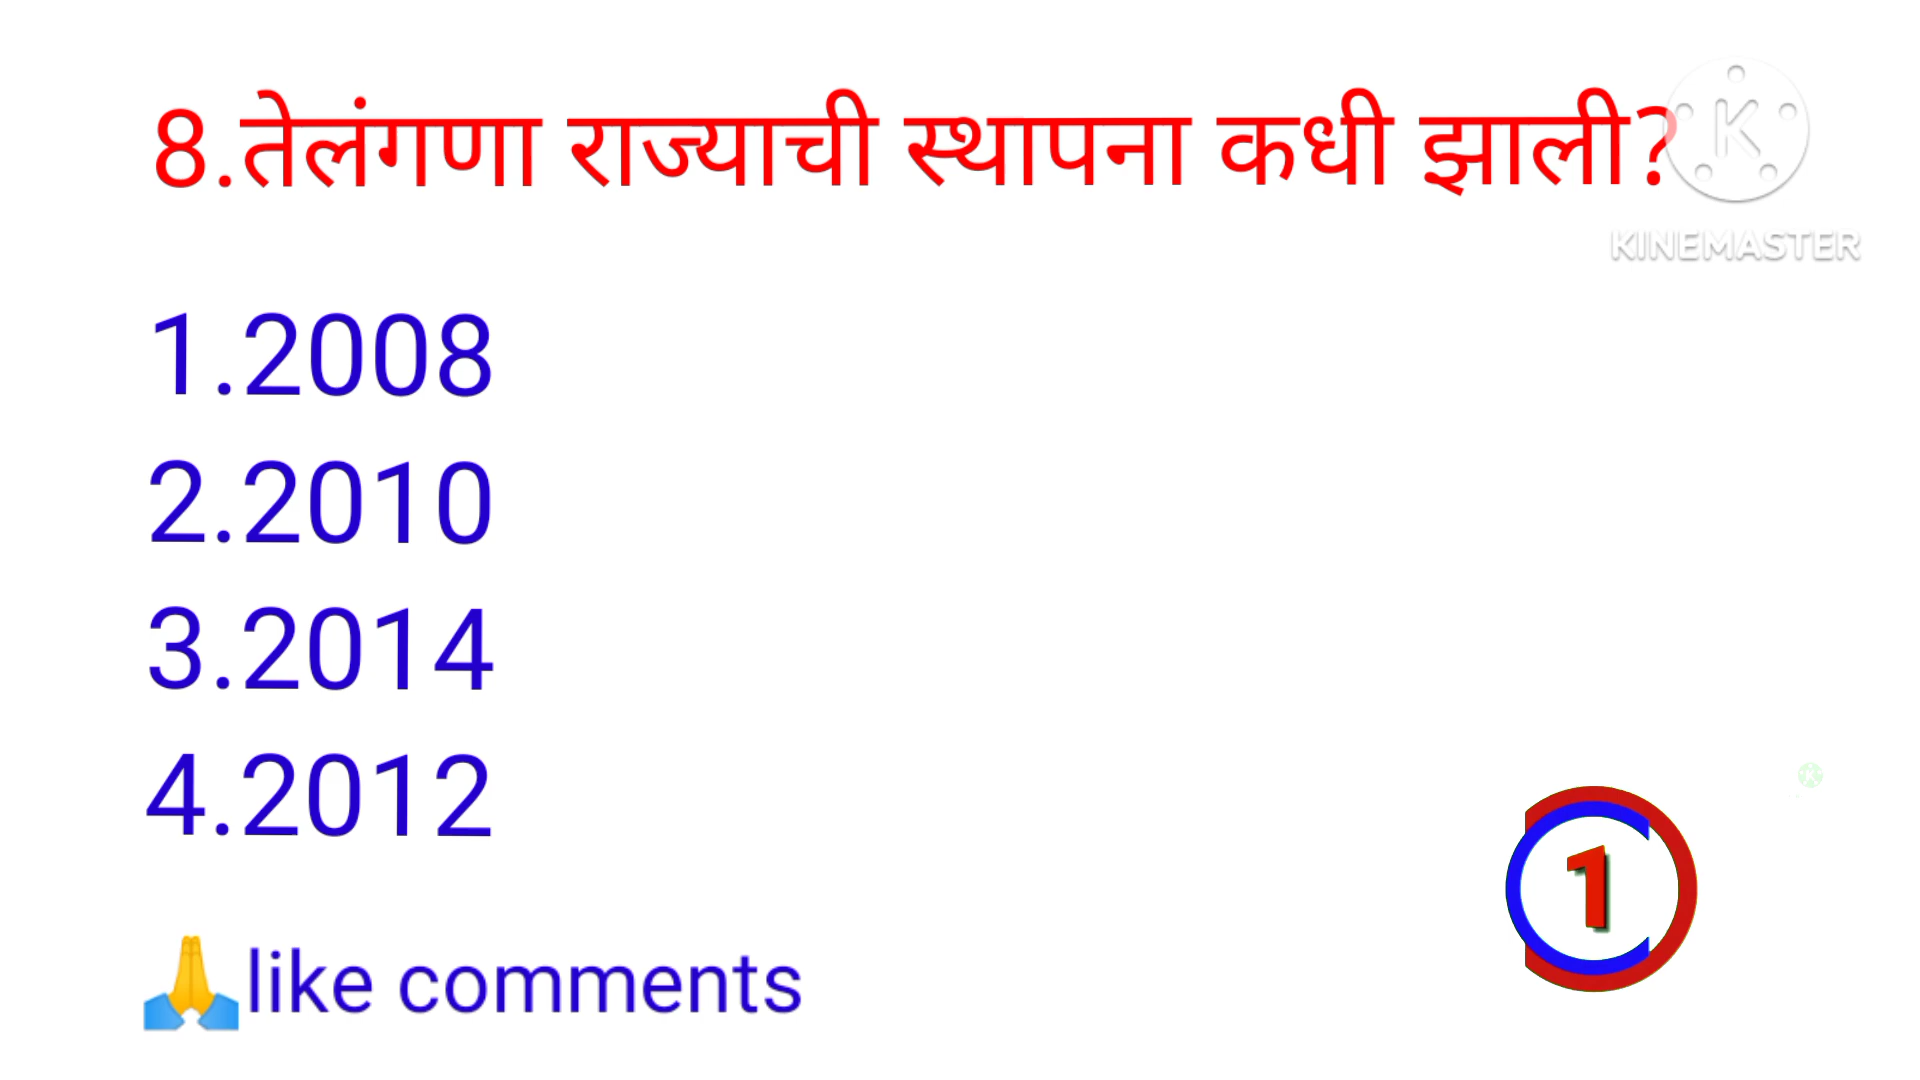 8.तेलंगणा राज्याची स्थापना कधी झाली?
KINEMASTER
1.2008
2.2010
3.2014
4.2012
1
🙏like comments